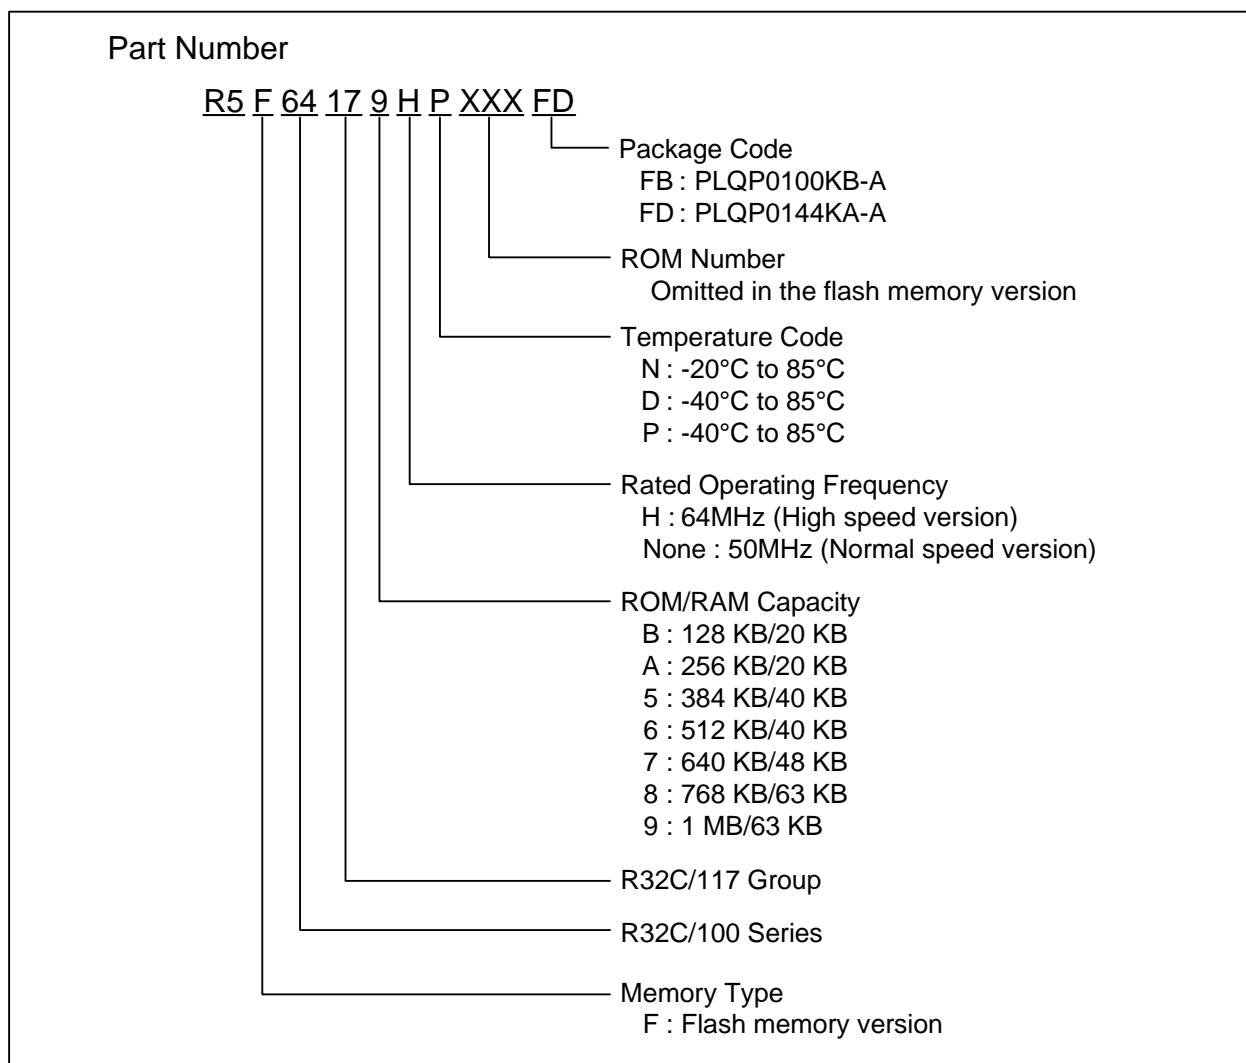 Part Number
R5 F 64 17 9 H P XXX FD
Package Code
FB : PLQP0100KB-A
FD : PLQP0144KA-A
ROM Number
Omitted in the flash memory version
Temperature Code
N : -20°C to 85°C
D : -40°C to 85°C
P : -40°C to 85°C
Rated Operating Frequency
H : 64MHz (High speed version)
None : 50MHz (Normal speed version)
ROM/RAM Capacity
B : 128 KB/20 KB
A : 256 KB/20 KB
5 : 384 KB/40 KB
6 : 512 KB/40 KB
7 : 640 KB/48 KB
8 : 768 KB/63 KB
9 : 1 MB/63 KB
R32C/117 Group
R32C/100 Series
Memory Type
F : Flash memory version